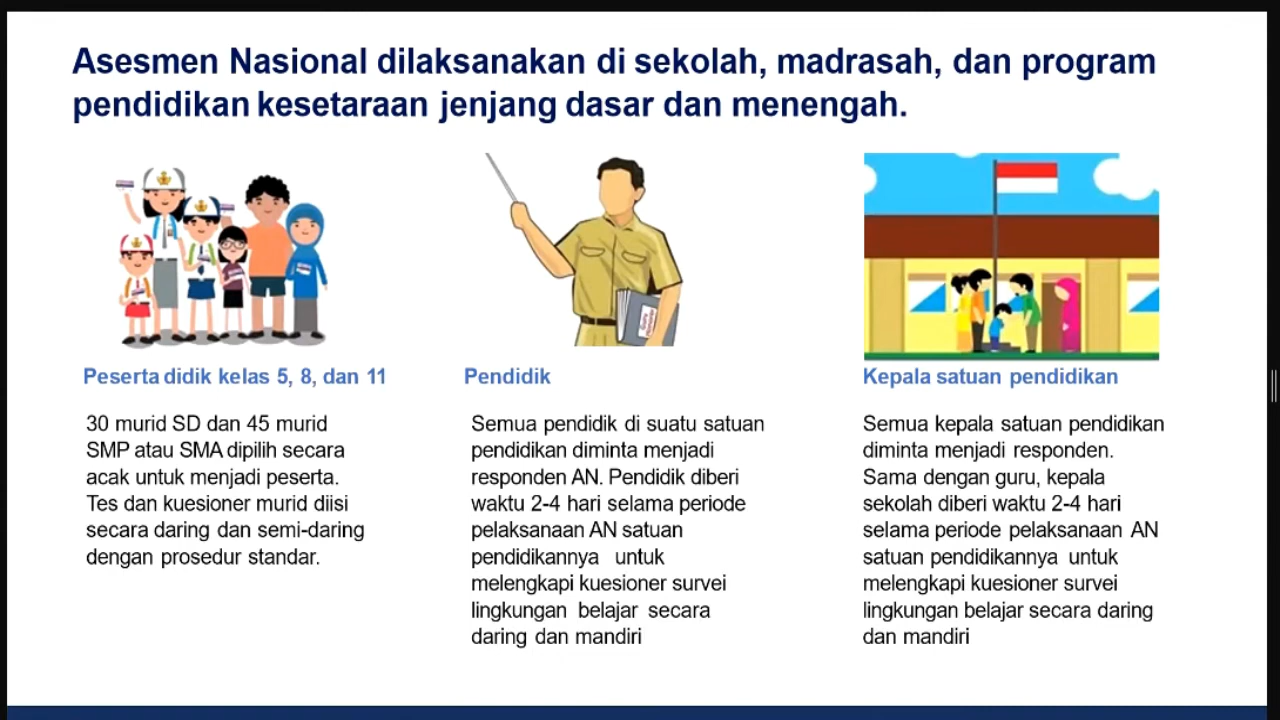 Asesmen Nasional dilaksanakan di sekolah, madrasah, dan program
pendidikan kesetaraan jenjang dasar dan menengah.
Peserta didik kelas 5, 8, dan 11
30 murid SD dan 45 murid
SMP atau SMA dipilih secara
acak untuk menjadi peserta.
Tes dan kuesioner murid diisi
secara daring dan semi-daring
dengan prosedur standar.
Pendidik
Semua pendidik di suatu satuan
pendidikan diminta menjadi
responden AN. Pendidik diberi
waktu 2-4 hari selama periode
pelaksanaan AN satuan
pendidikannya untuk
melengkapi kuesioner survei
lingkungan belajar secara
daring dan mandiri
Kepala satuan pendidikan
Semua kepala satuan pendidikan
diminta menjadi responden.
Sama dengan guru, kepala
sekolah diberi waktu 2-4 hari
selama periode pelaksanaan AN
satuan pendidikannya untuk
melengkapi kuesioner survei
lingkungan belajar secara daring
dan mandiri